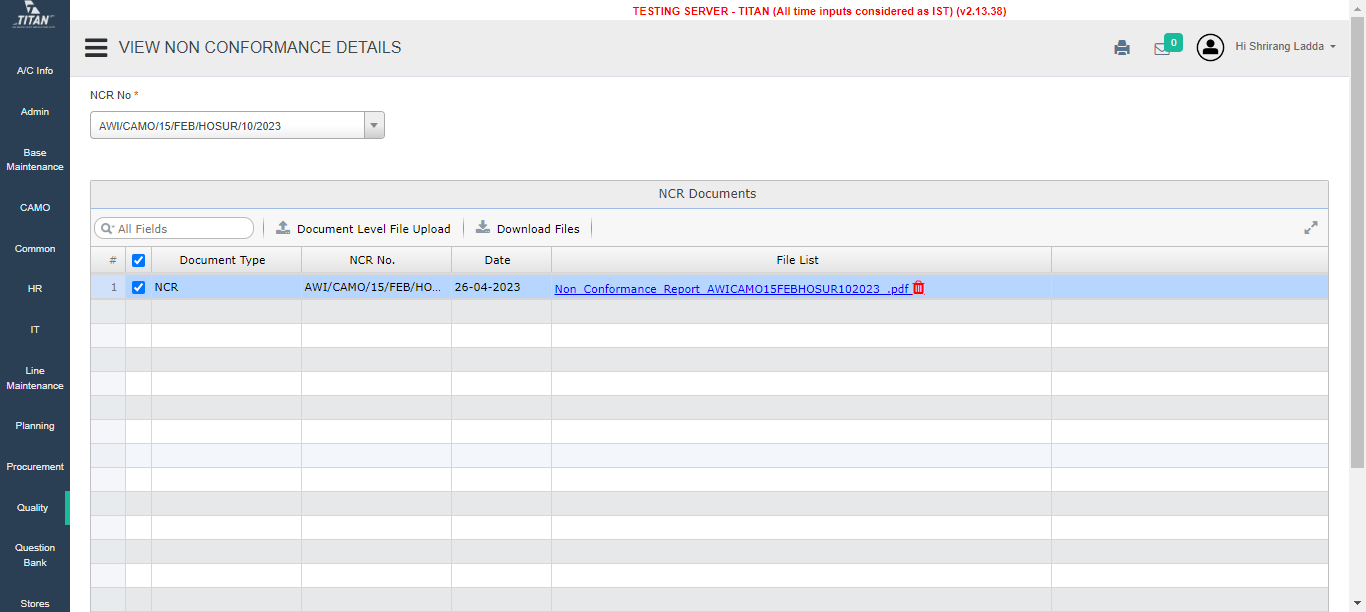 TESTING SERVER - TITAN (All time inputs considered as IST) (v2.13.38)
TITAN
VIEW NON CONFORMANCE DETAILS
0
Hi Shrirang Ladda
A/C Info
Admin
Base
Maintenance
CAMO
Common
HR
IT
Line
Maintenance
Planning
Procurement
Quality
Question
Bank
Stores
NCR No *
AWI/CAMO/15/FEB/HOSUR/10/2023
NCR Documents
All Fields
Document Level File Upload
Download Files
# Document Type NCR No. Date File List
1 NCR AWI/CAMO/15/FEB/HO... 26-04-2023 Non_Conformance_Report_AWICAMO15FEBHOSUR102023_.pdf